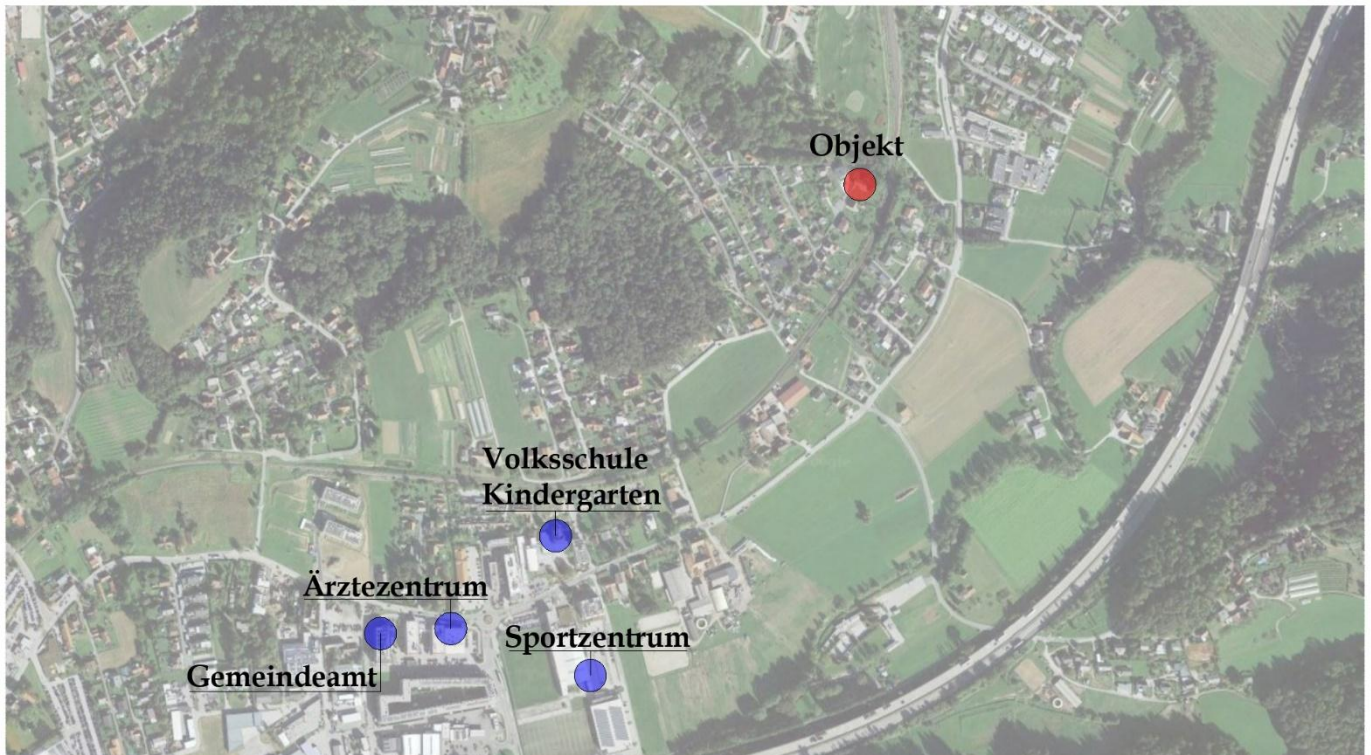 Objekt
Volksschule
Kindergarten
Ärztezentrum
Sportzentrum
Gemeindeamt